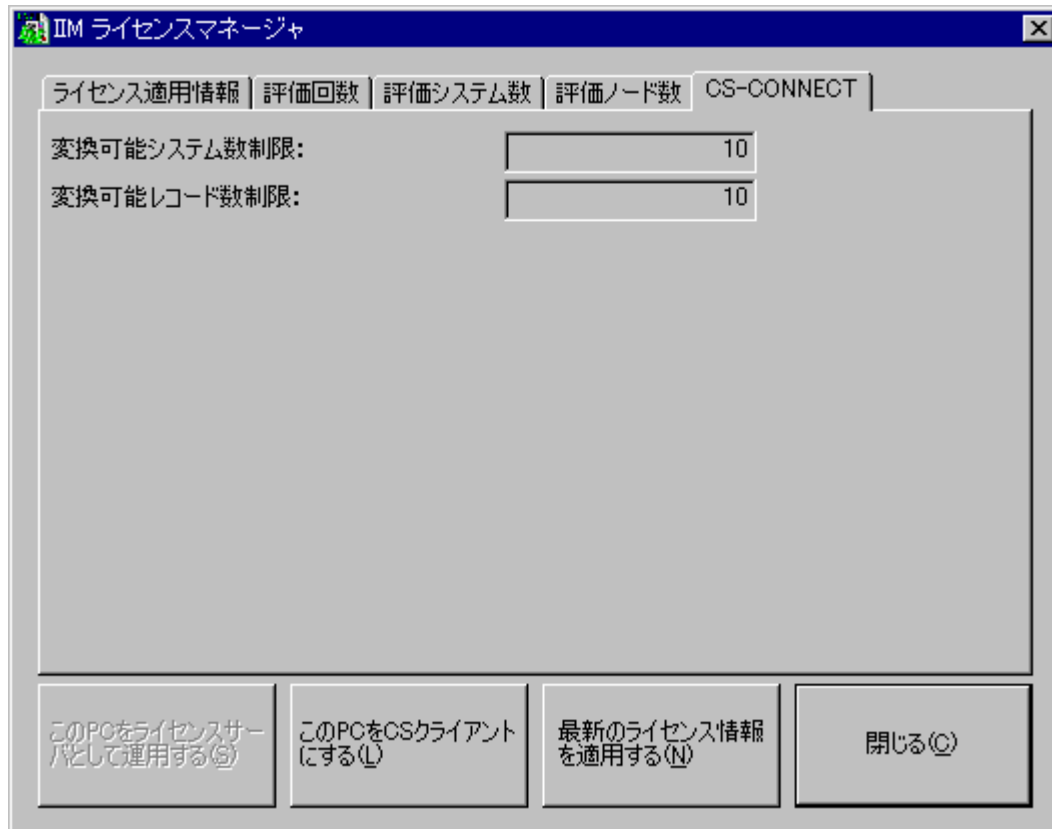 IIM ライセンスマネージャ
ライセンス適用情報 評価回数 評価システム数 評価ノード数 CS-CONNECT
変換可能システム数制限: 10
変換可能レコード数制限: 10
このPCをライセンスサー
バとして運用する(S)
このPCをCSクライアント
にする(L)
最新のライセンス情報
を適用する(N)
閉じる(C)